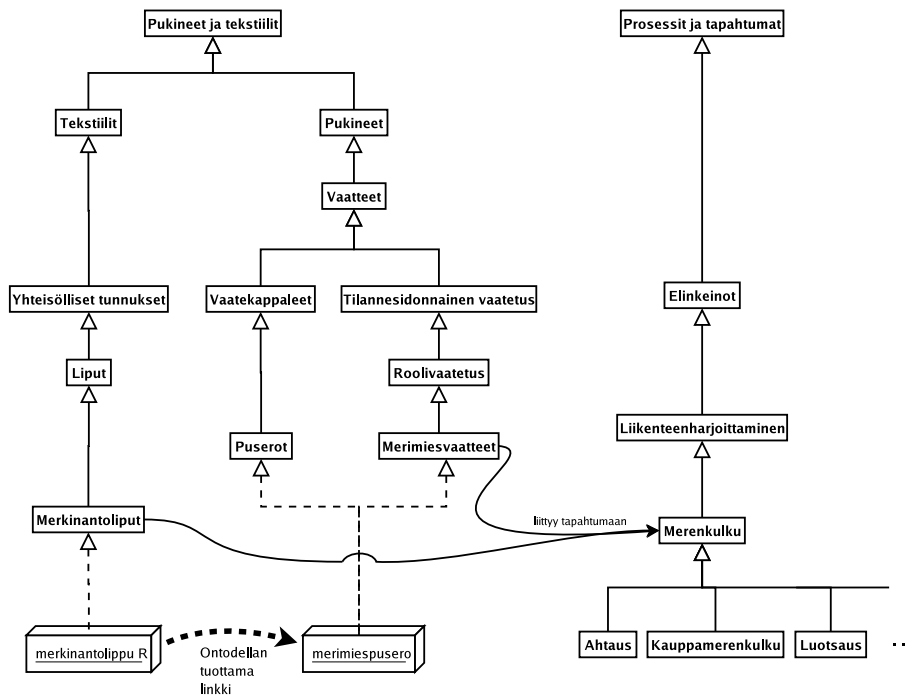 Pukineet ja tekstiilit
Prosessit ja tapahtumat
Tekstiilit
Pukineet
Vaatteet
Yhteisölliset tunnukset
Vaatekappaleet
Tilannesidonnainen vaatetus
Elinkeinot
Liput
Roolivaatetus
Liikenteenharjoittaminen
Puserot
Merimiesvaatteet
Merkinantoliput
liittyy tapahtumaan
Merenkulku
merkinantolippu R
Ontodellan
tuottama
linkki
merimiespusero
Ahtaus
Kauppamerenkulku
Luotsaus
...